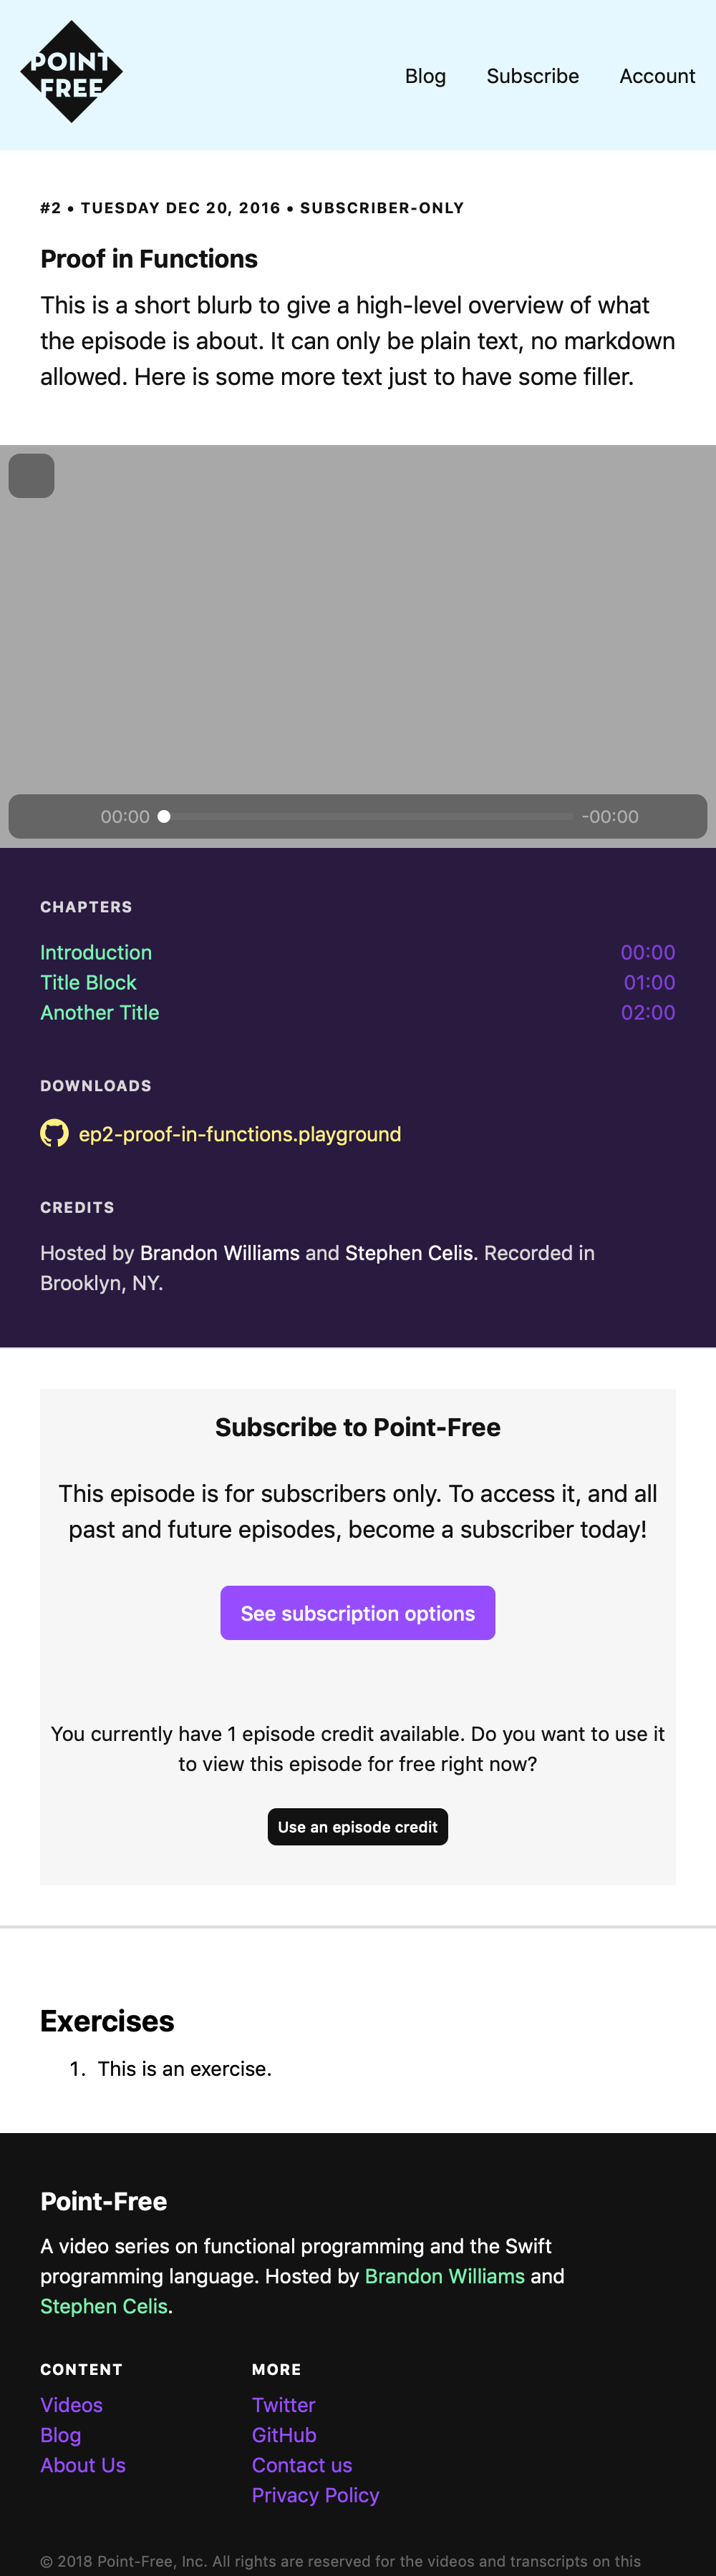 POINT
FREE
Blog Subscribe Account
#2 • TUESDAY DEC 20, 2016 • SUBSCRIBER-ONLY
Proof in Functions
This is a short blurb to give a high-level overview of what
the episode is about. It can only be plain text, no markdown
allowed. Here is some more text just to have some filler.
00:00 -00:00
CHAPTERS
Introduction 00:00
Title Block 01:00
Another Title 02:00
DOWNLOADS
ep2-proof-in-functions.playground
CREDITS
Hosted by Brandon Williams and Stephen Celis. Recorded in
Brooklyn, NY.
Subscribe to Point-Free
This episode is for subscribers only. To access it, and all
past and future episodes, become a subscriber today!
See subscription options
You currently have 1 episode credit available. Do you want to use it
to view this episode for free right now?
Use an episode credit
Exercises
1. This is an exercise.
Point-Free
A video series on functional programming and the Swift
programming language. Hosted by Brandon Williams and
Stephen Celis.
CONTENT MORE
Videos Twitter
Blog GitHub
About Us Contact us
Privacy Policy
© 2018 Point-Free, Inc. All rights are reserved for the videos and transcripts on this